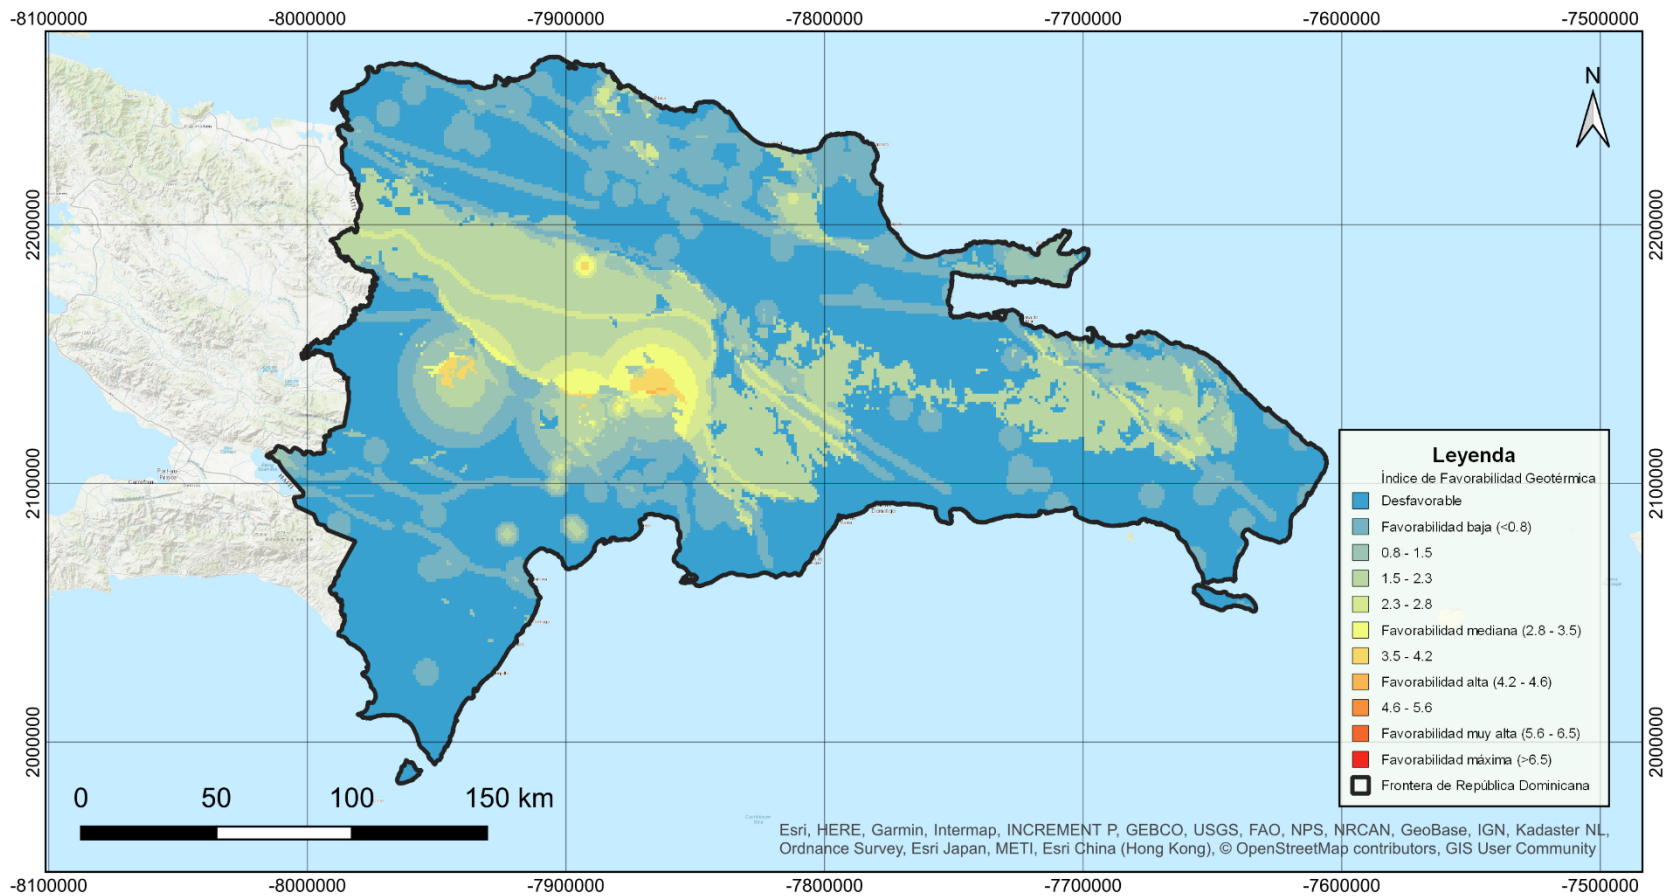 -8100000 -8000000 -7900000 -7800000 -7700000 -7600000 -7500000
N
2200000 2200000
2100000 2100000
2000000 2000000
Leyenda
Índice de Favorabilidad Geotérmica
Desfavorable
Favorabilidad baja (<0.8)
0.8 - 1.5
1.5 - 2.3
2.3 - 2.8
Favorabilidad mediana (2.8 - 3.5)
3.5 - 4.2
Favorabilidad alta (4.2 - 4.6)
4.6 - 5.6
Favorabilidad muy alta (5.6 - 6.5)
Favorabilidad máxima (>6.5)
Frontera de República Dominicana
0 50 100 150 km
Esri, HERE, Garmin, Intermap, INCREMENT P, GEBCO, USGS, FAO, NPS, NRCAN, GeoBase, IGN, Kadaster NL,
Ordnance Survey, Esri Japan, METI, Esri China (Hong Kong), © OpenStreetMap contributors, GIS User Community
-8100000 -8000000 -7900000 -7800000 -7700000 -7600000 -7500000